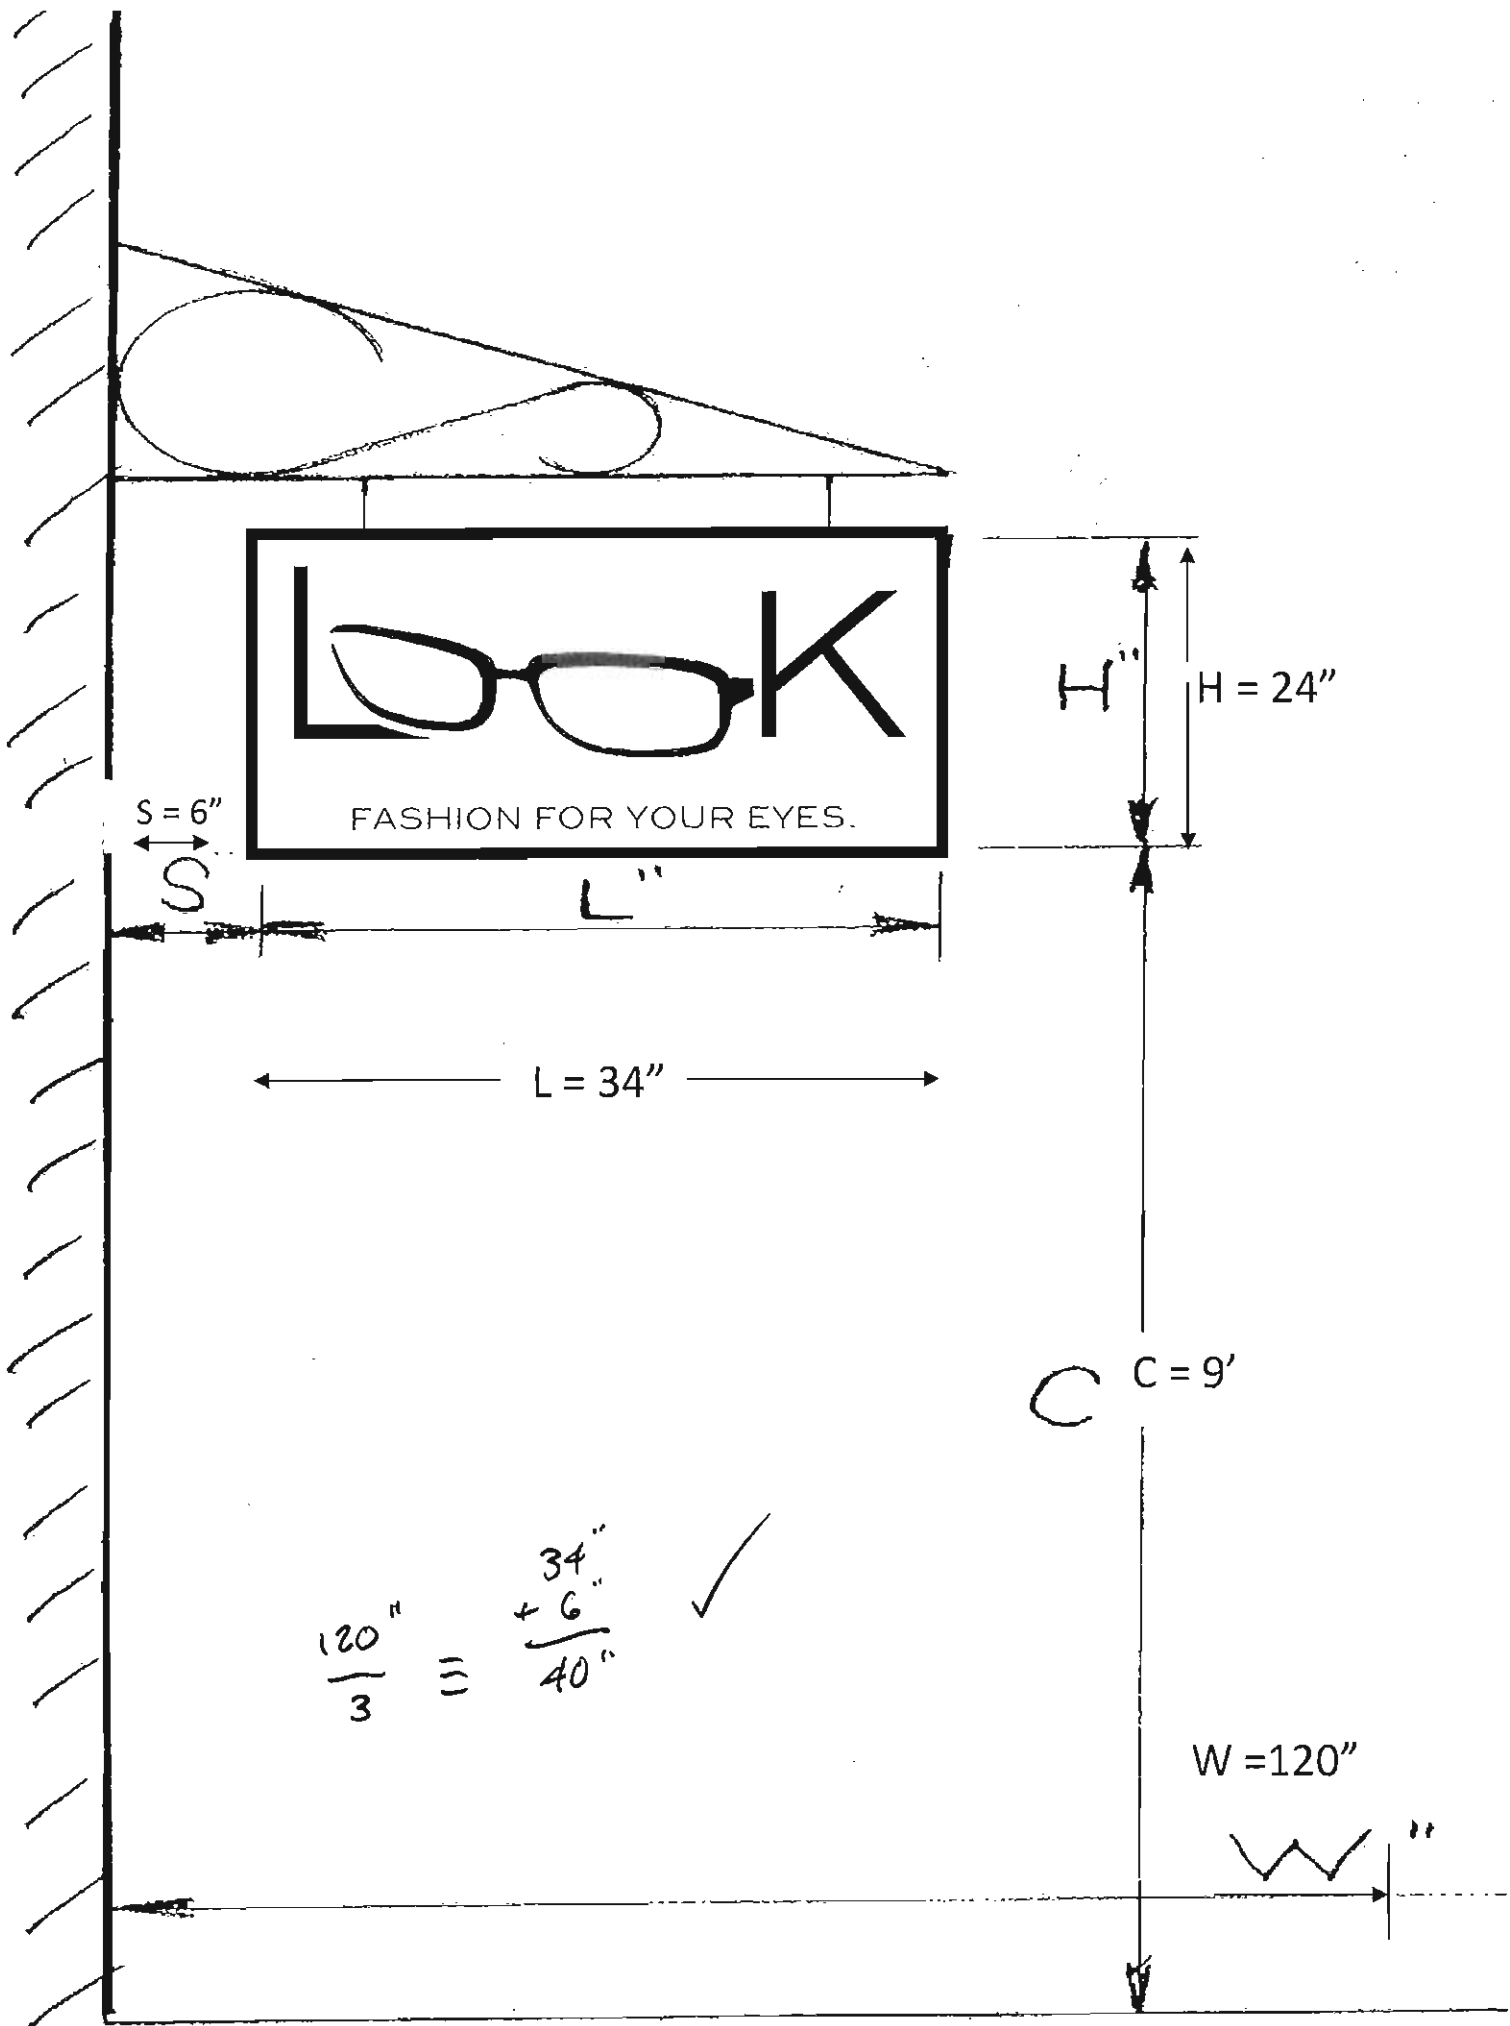 LOOK
FASHION FOR YOUR EYES.
H"
H = 24”
S = 6”
S
L"
L = 34”
C
C = 9’
34"
+ 6"
40"
120"
3
≡
✓
W =120”
W"